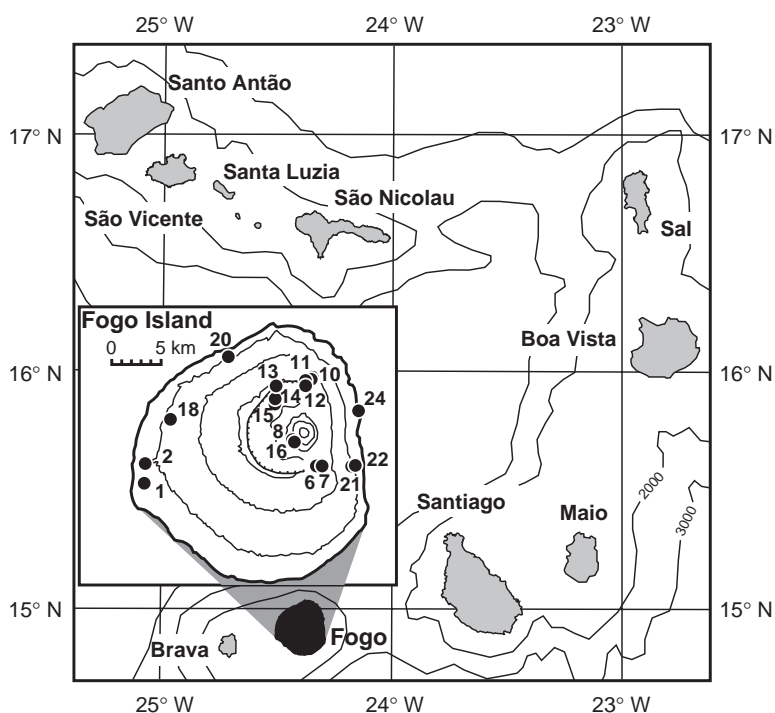 25° W 24° W 23° W
Santo Antão
17° N 17° N
Santa Luzia
São Nicolau
São Vicente
Sal
Fogo Island
0 5 km
20
Boa Vista
16° N 16° N
11
13 10
14 12
15
24
18
8
16
2
22
6 7 21
1
2000
3000
Santiago
Maio
15° N 15° N
Fogo
Brava
25° W 24° W 23° W